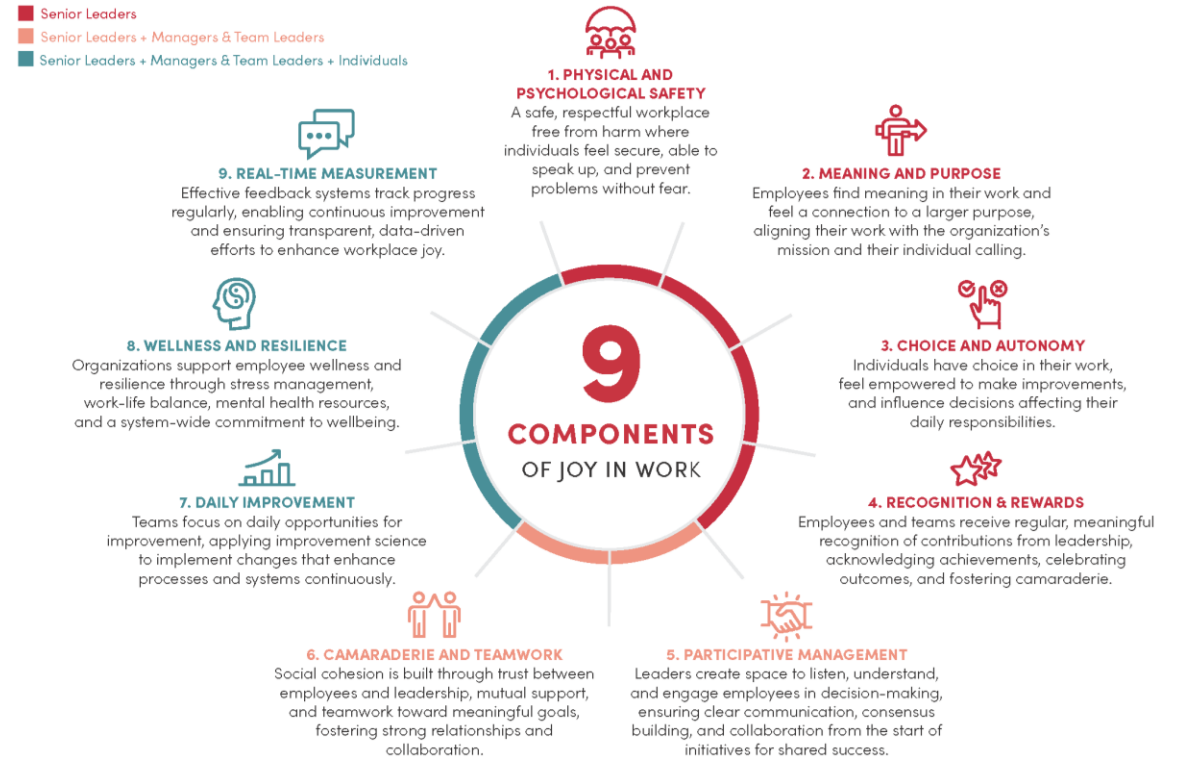 Senior Leaders
Senior Leaders + Managers & Team Leaders
Senior Leaders + Managers & Team Leaders + Individuals
1. PHYSICAL AND
PSYCHOLOGICAL SAFETY
A safe, respectful workplace
free from harm where
individuals feel secure, able to
speak up, and prevent
problems without fear.
2. MEANING AND PURPOSE
Employees find meaning in their work and
feel a connection to a larger purpose,
aligning their work with the organization's
mission and their individual calling.
3. CHOICE AND AUTONOMY
Individuals have choice in their work,
feel empowered to make improvements,
and influence decisions affecting their
daily responsibilities.
4. RECOGNITION & REWARDS
Employees and teams receive regular, meaningful
recognition of contributions from leadership,
acknowledging achievements, celebrating
outcomes, and fostering camaraderie.
5. PARTICIPATIVE MANAGEMENT
Leaders create space to listen, understand,
and engage employees in decision-making,
ensuring clear communication, consensus
building, and collaboration from the start of
initiatives for shared success.
6. CAMARADERIE AND TEAMWORK
Social cohesion is built through trust between
employees and leadership, mutual support,
and teamwork toward meaningful goals,
fostering strong relationships and
collaboration.
7. DAILY IMPROVEMENT
Teams focus on daily opportunities for
improvement, applying improvement science
to implement changes that enhance
processes and systems continuously.
8. WELLNESS AND RESILIENCE
Organizations support employee wellness and
resilience through stress management,
work-life balance, mental health resources,
and a system-wide commitment to wellbeing.
9. REAL-TIME MEASUREMENT
Effective feedback systems track progress
regularly, enabling continuous improvement
and ensuring transparent, data-driven
efforts to enhance workplace joy.
9
COMPONENTS
OF JOY IN WORK